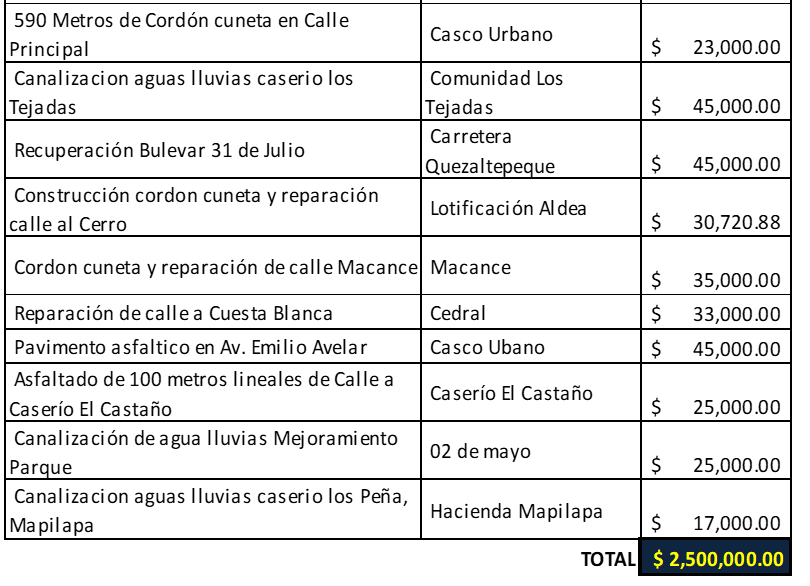 590 Metros de Cordón cuneta en Calle
Principal
Casco Urbano
$ 23,000.00
Canalizacion aguas lluvias caserio los
Tejadas
Comunidad Los
Tejadas
$ 45,000.00
Recuperación Bulevar 31 de Julio
Carretera
Quezaltepeque
$ 45,000.00
Construcción cordon cuneta y reparación
calle al Cerro
Lotificación Aldea
$ 30,720.88
Cordon cuneta y reparación de calle Macance
Macance
$ 35,000.00
Reparación de calle a Cuesta Blanca
Cedral
$ 33,000.00
Pavimento asfaltico en Av. Emilio Avelar
Casco Ubano
$ 45,000.00
Asfaltado de 100 metros lineales de Calle a
Caserío El Castaño
Caserío El Castaño
$ 25,000.00
Canalización de agua lluvias Mejoramiento
Parque
02 de mayo
$ 25,000.00
Canalizacion aguas lluvias caserio los Peña,
Mapilapa
Hacienda Mapilapa
$ 17,000.00
TOTAL $ 2,500,000.00